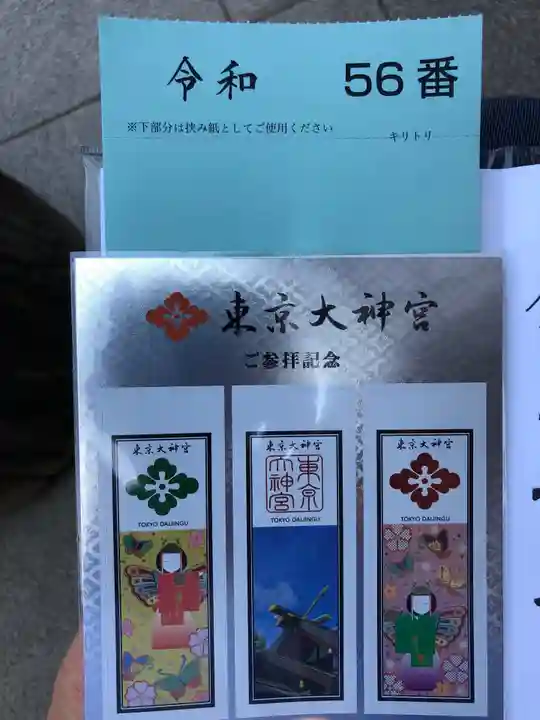 令和 56番
※下部分は挟み紙としてご使用ください
キリトリ
東京大神宮
ご参拝記念
東京大神宮
TOKYO DAIJINGU
東京大神宮
東京大神宮
TOKYO DAIJINGU
東京大神宮
TOKYO DAIJINGU